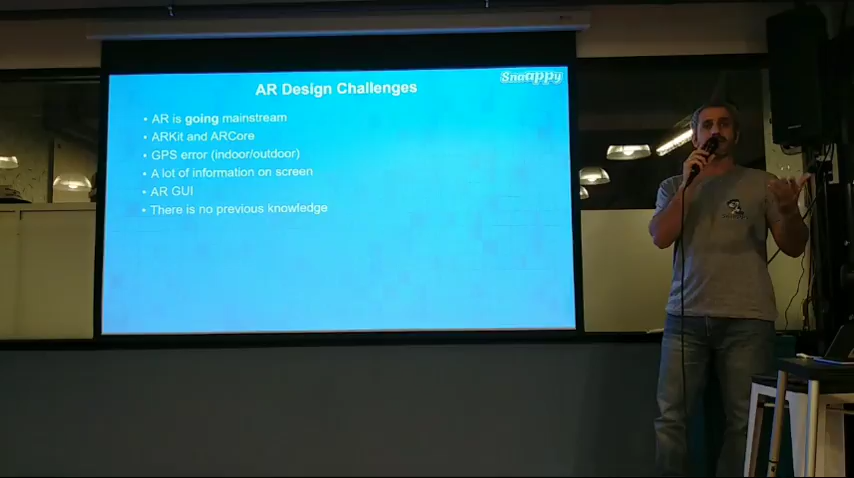 AR Design Challenges
Snappy
• AR is going mainstream
• ARKit and ARCore
• GPS error (indoor/outdoor)
• A lot of information on screen
• AR GUI
• There is no previous knowledge